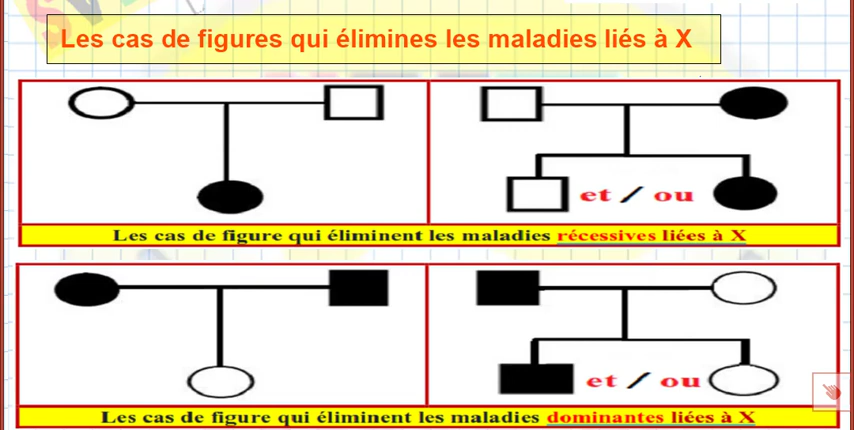 Les cas de figures qui élimines les maladies liés à X
et / ou
Les cas de figure qui éliminent les maladies récessives liées à X
et / ou
Les cas de figure qui éliminent les maladies dominantes liées à X